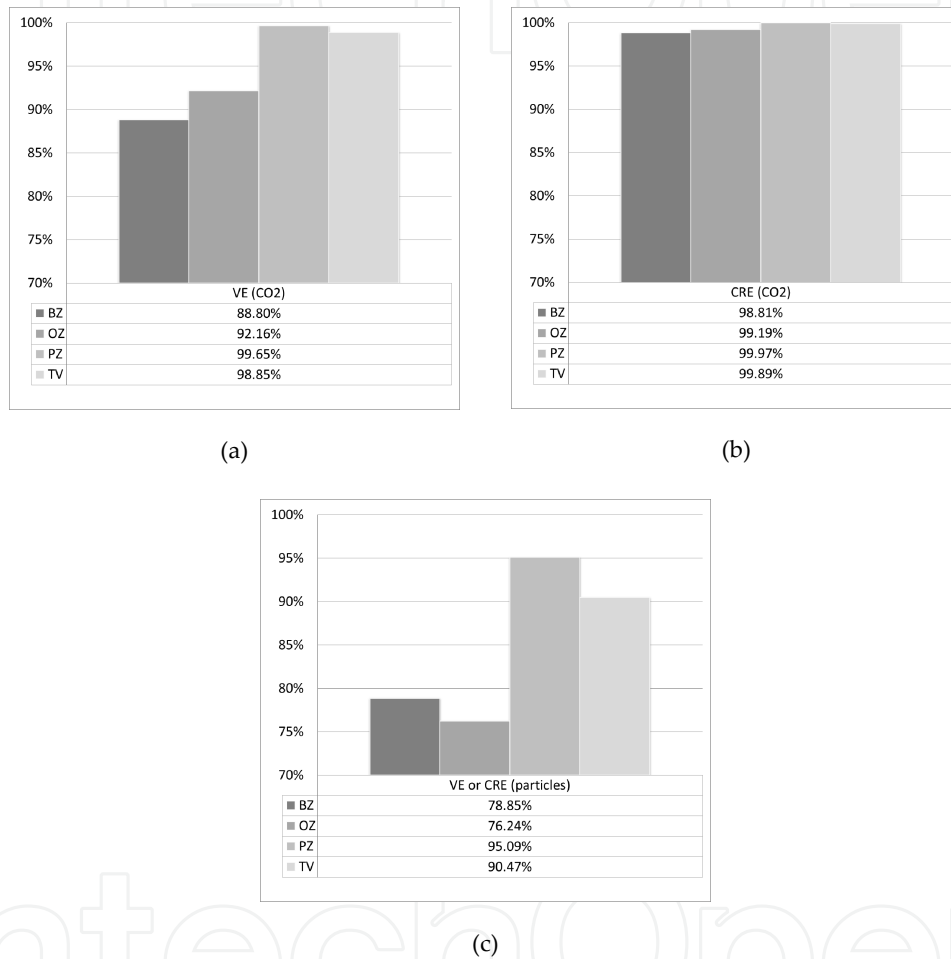 100%
95%
90%
85%
80%
75%
70%
VE (CO2)
BZ 88.80%
OZ 92.16%
PZ 99.65%
TV 98.85%
(a)
100%
95%
90%
85%
80%
75%
70%
CRE (CO2)
BZ 98.81%
OZ 99.19%
PZ 99.97%
TV 99.89%
(b)
100%
95%
90%
85%
80%
75%
70%
VE or CRE (particles)
BZ 78.85%
OZ 76.24%
PZ 95.09%
TV 90.47%
(c)